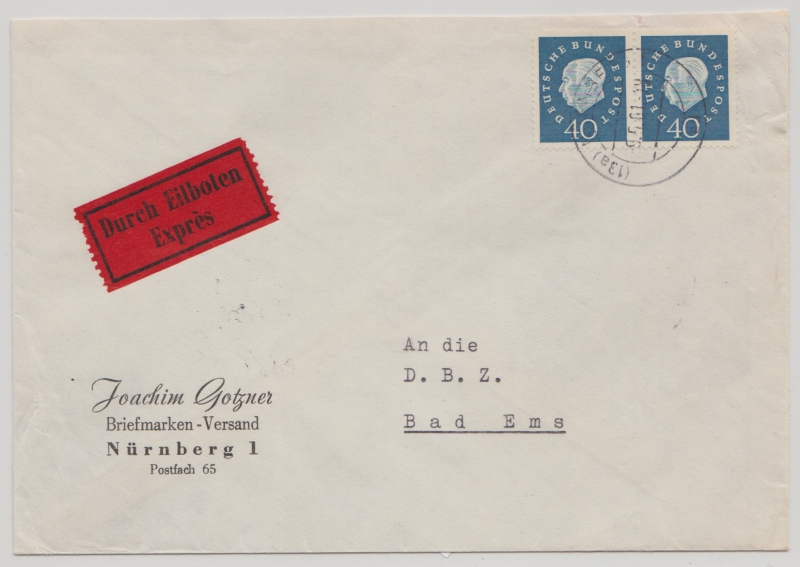 DEUTSCHE BUNDESPOST
40
DEUTSCHE BUNDESPOST
40
(13a)
Durch Eilboten
Exprès
An die
D. B. Z.
Bad Ems
Joachim Gotzner
Briefmarken-Versand
Nürnberg 1
Postfach 65